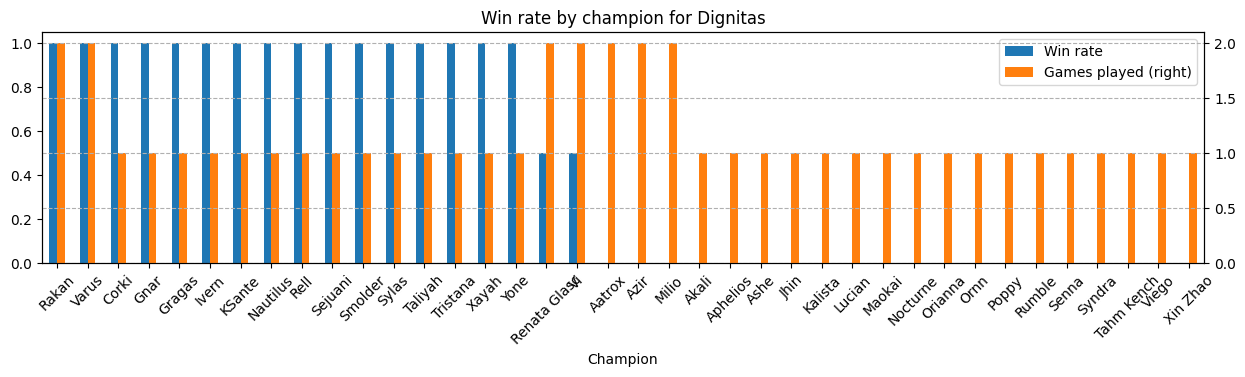 Win rate by champion for Dignitas
Win rate
Games played (right)
1.0
0.8
0.6
0.4
0.2
0.0
2.0
1.5
1.0
0.5
0.0
Rakan
Varus
Corki
Gnar
Gragas
Ivern
KSante
Nautilus
Rell
Sejuani
Smolder
Sylas
Taliyah
Tristana
Xayah
Yone
Renata Glasc
Vi
Aatrox
Azir
Milio
Akali
Aphelios
Ashe
Jhin
Kalista
Lucian
Maokai
Nocturne
Orianna
Ornn
Poppy
Rumble
Senna
Syndra
Tahm Kench
Viego
Xin Zhao
Champion